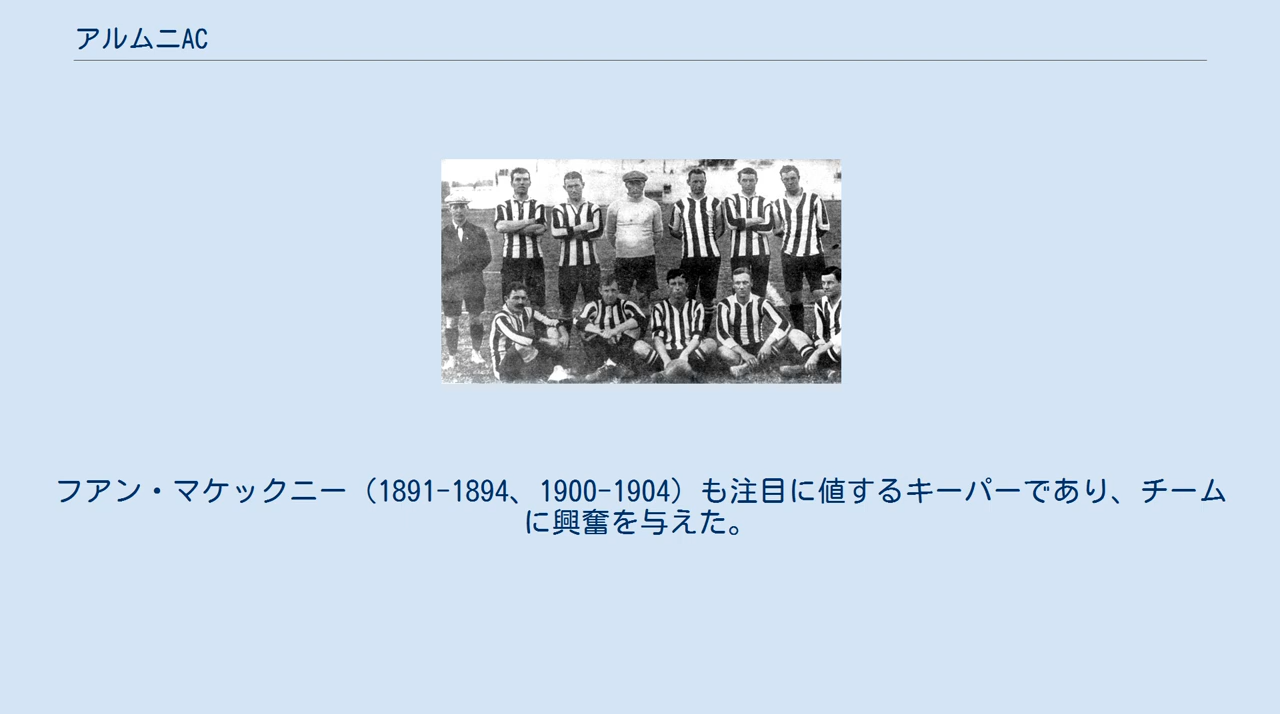 アルムニAC
フアン・マケックニー（1891-1894、1900-1904）も注目に値するキーパーであり、チーム
に興奮を与えた。